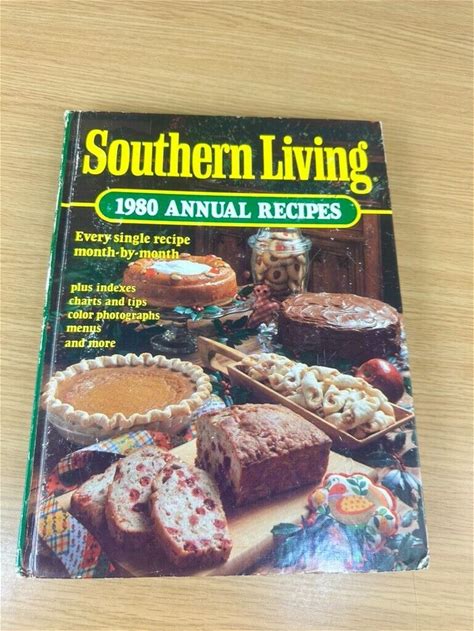 Southern Living®
1980 ANNUAL RECIPES
Every single recipe
month-by-month
plus indexes
charts and tips
color photographs
menus
and more